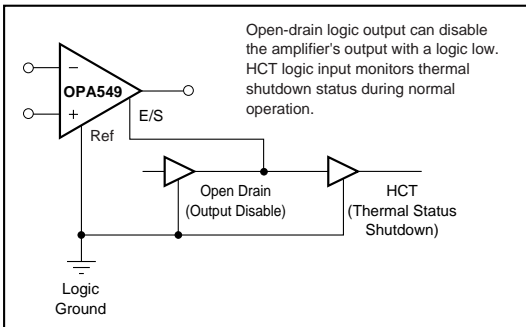 Open-drain logic output can disable
the amplifier's output with a logic low.
HCT logic input monitors thermal
shutdown status during normal
operation.
–
OPA549
+
E/S
Ref
Open Drain
(Output Disable)
HCT
(Thermal Status
Shutdown)
Logic
Ground